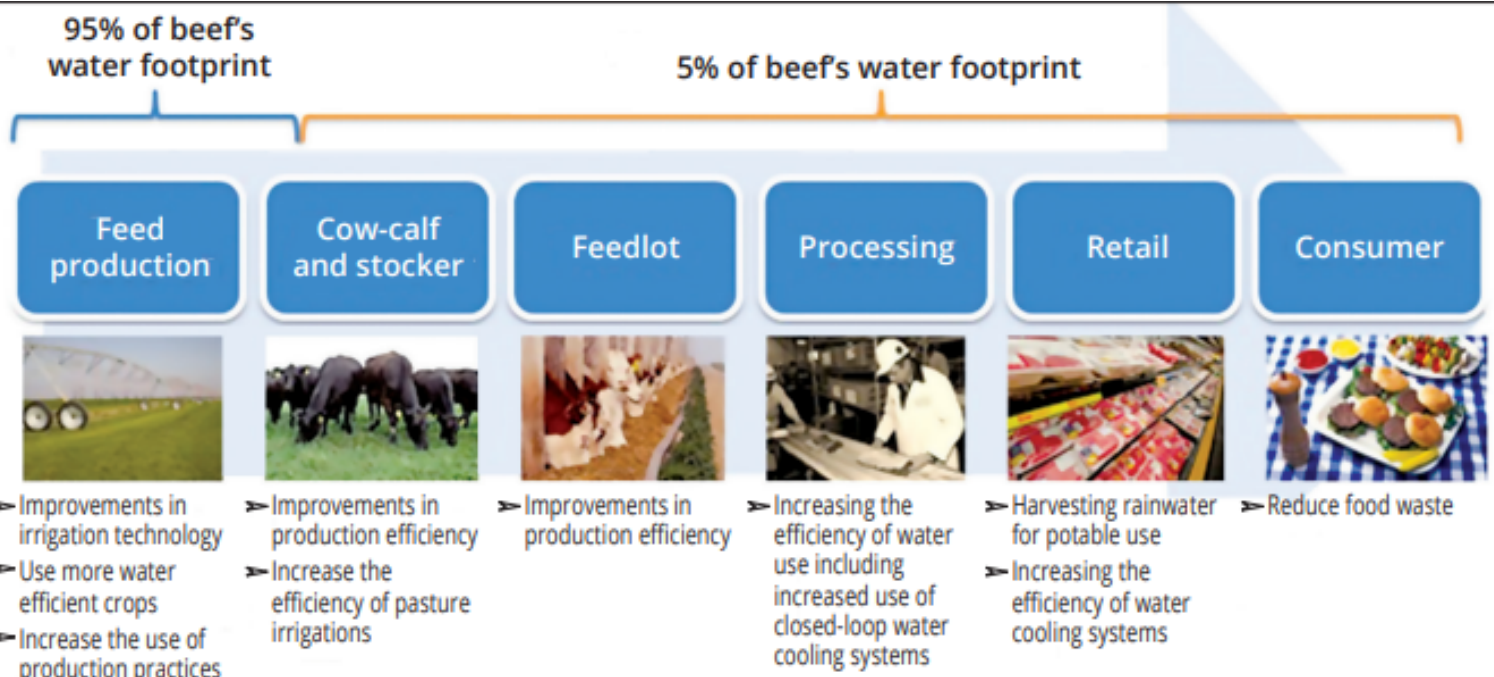 95% of beef's
water footprint
5% of beef's water footprint
Feed
production
Cow-calf
and stocker
Feedlot
Processing
Retail
Consumer
➢ Improvements in
irrigation technology
➢ Use more water
efficient crops
➢ Increase the use of
production practices
➢ Improvements in
production efficiency
➢ Increase the
efficiency of pasture
irrigations
➢ Improvements in
production efficiency
➢ Increasing the
efficiency of water
use including
increased use of
closed-loop water
cooling systems
➢ Harvesting rainwater
for potable use
➢ Increasing the
efficiency of water
cooling systems
➢ Reduce food waste